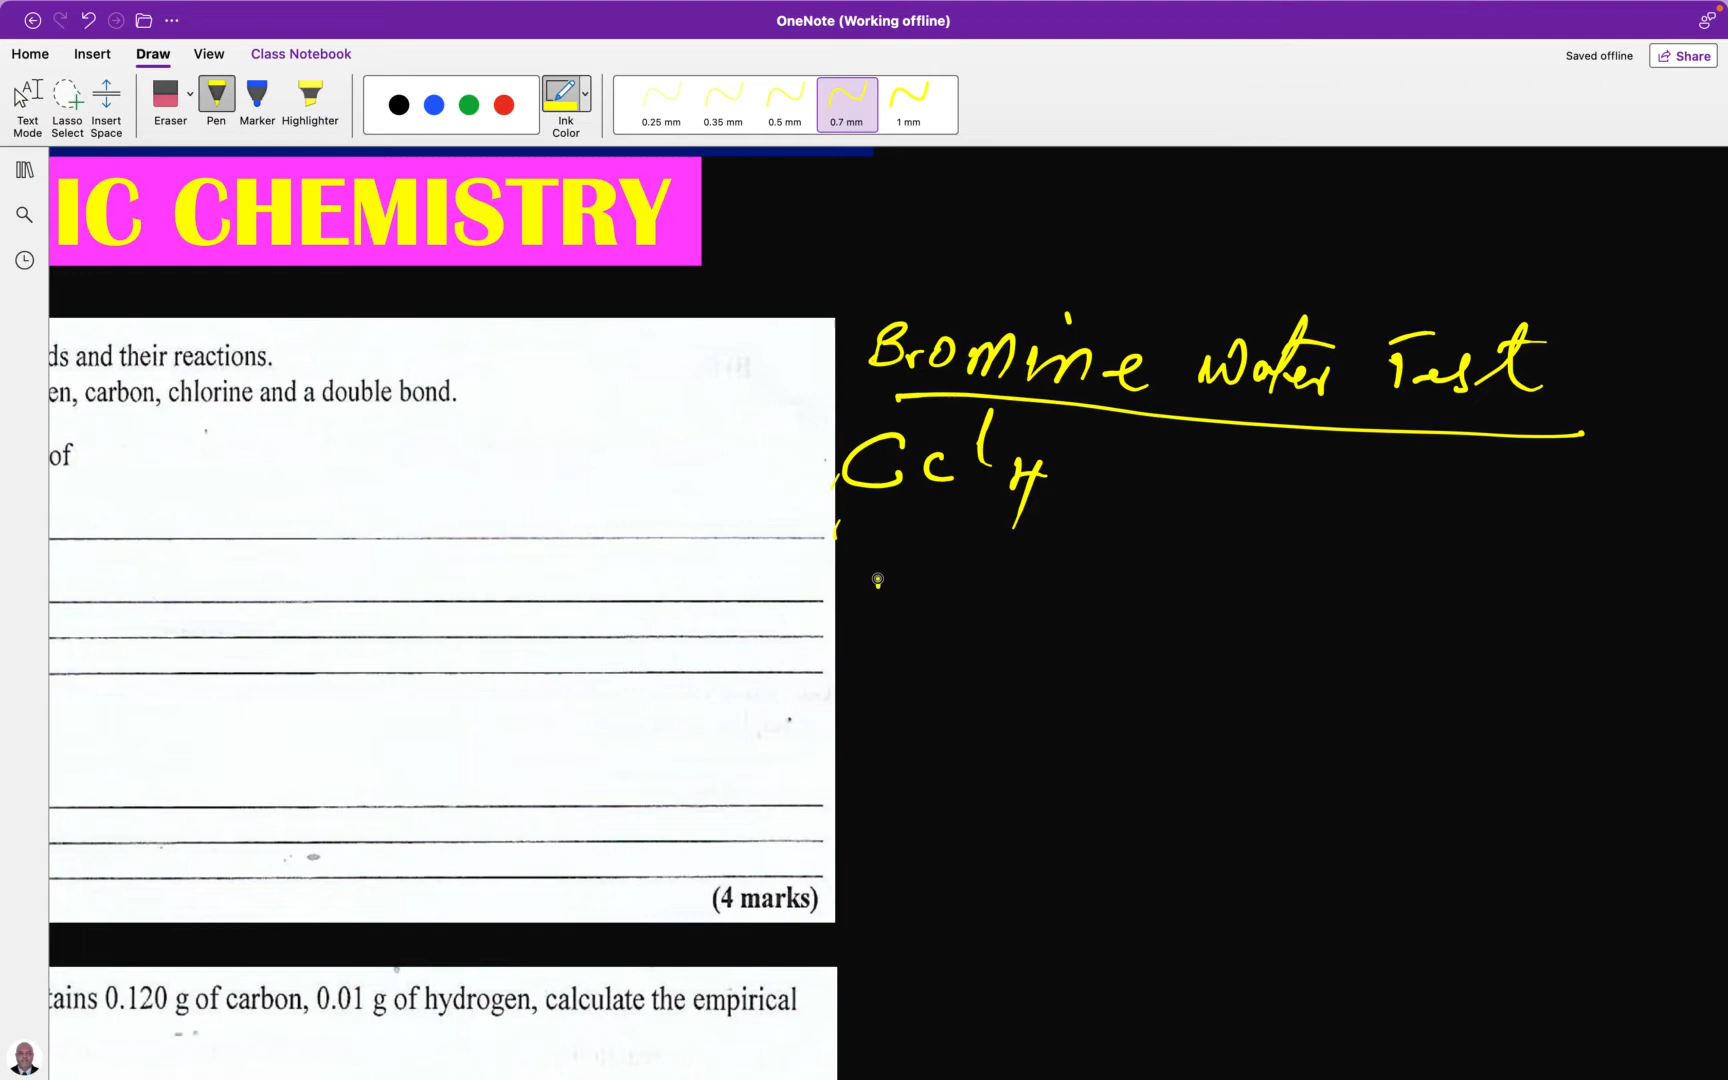 OneNote (Working offline)
Home Insert Draw View Class Notebook
Saved offline Share
Text Mode
Lasso Select
Insert Space
Eraser
Pen
Marker
Highlighter
Ink Color
0.25 mm
0.35 mm
0.5 mm
0.7 mm
1 mm
IC CHEMISTRY
Bromine Water Test
ds and their reactions.
en, carbon, chlorine and a double bond.
of
CCl4
(4 marks)
tains 0.120 g of carbon, 0.01 g of hydrogen, calculate the empirical